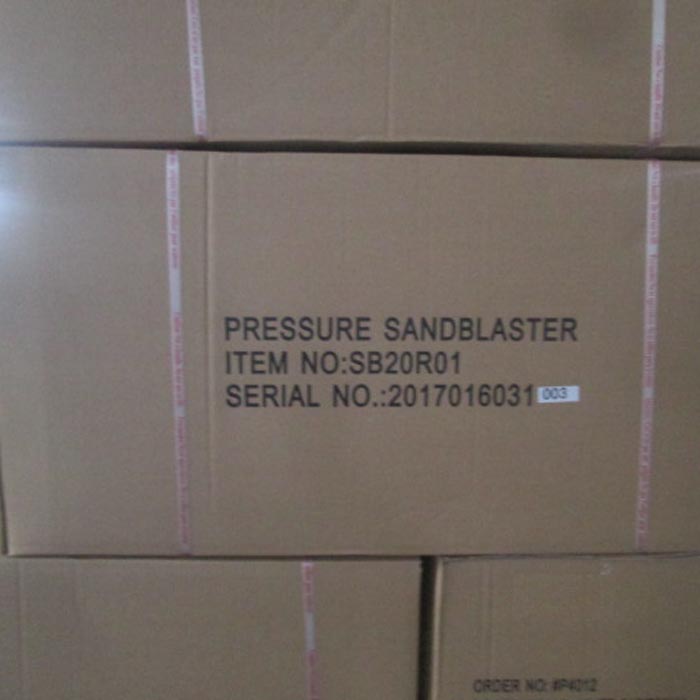 PRESSURE SANDBLASTER
ITEM NO:SB20R01
SERIAL NO.:2017016031 003
ORDER NO: #P4012